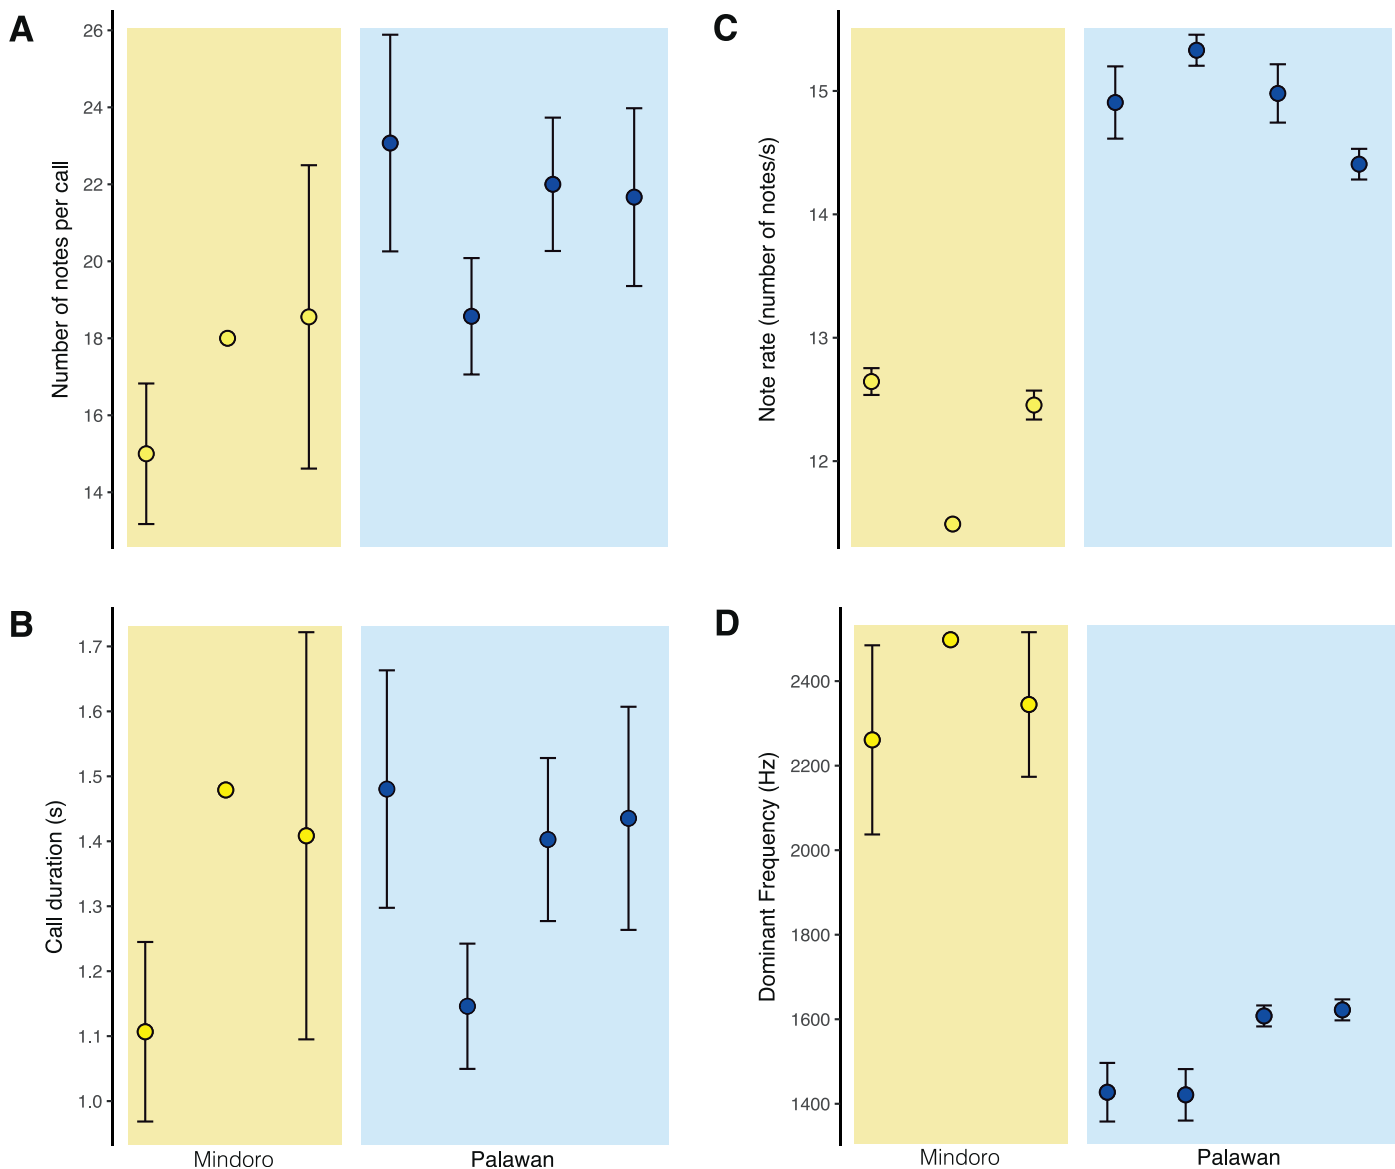 A
Number of notes per call
26
24
22
20
18
16
14
C
Note rate (number of notes/s)
15
14
13
12
B
Call duration (s)
1.7
1.6
1.5
1.4
1.3
1.2
1.1
1.0
Mindoro
Palawan
D
Dominant Frequency (Hz)
2400
2200
2000
1800
1600
1400
Mindoro
Palawan